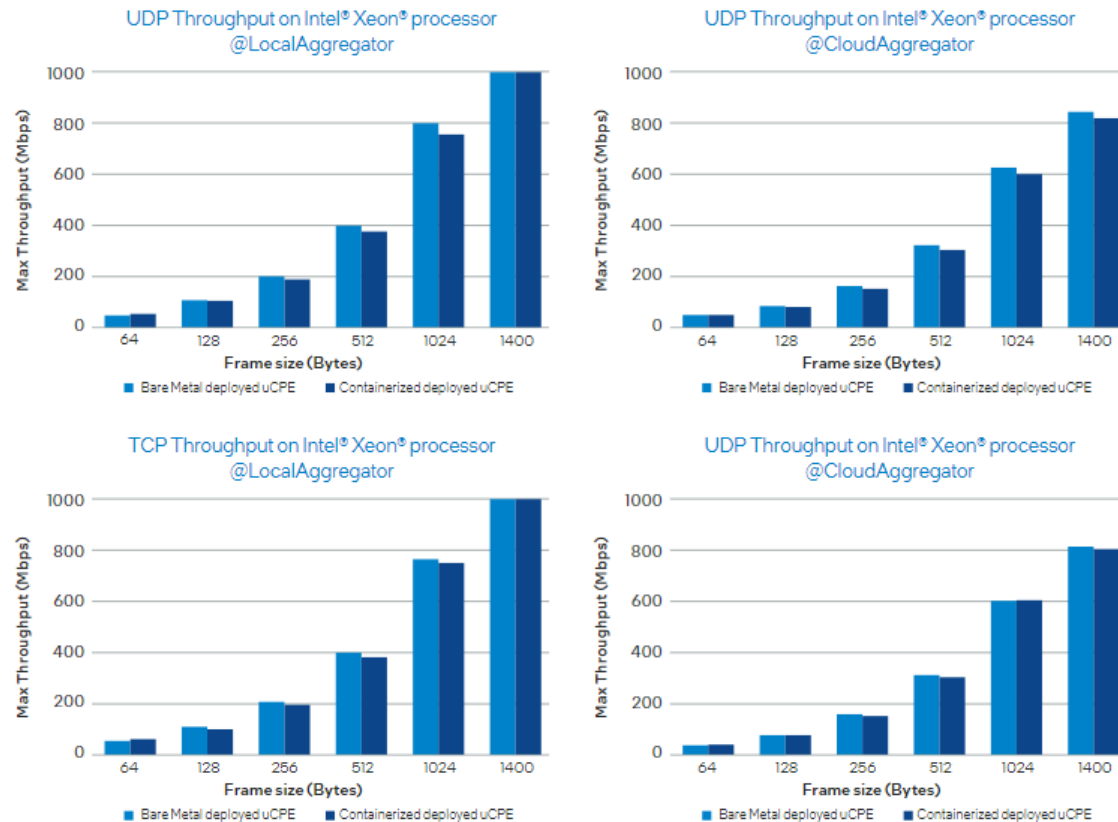 UDP Throughput on Intel® Xeon® processor
@LocalAggregator
Max Throughput (Mbps)
1000
800
600
400
200
0
64 128 256 512 1024 1400
Frame size (Bytes)
Bare Metal deployed uCPE Containerized deployed uCPE
UDP Throughput on Intel® Xeon® processor
@CloudAggregator
Max Throughput (Mbps)
1000
800
600
400
200
0
64 128 256 512 1024 1400
Frame size (Bytes)
Bare Metal deployed uCPE Containerized deployed uCPE
TCP Throughput on Intel® Xeon® processor
@LocalAggregator
Max Throughput (Mbps)
1000
800
600
400
200
0
64 128 256 512 1024 1400
Frame size (Bytes)
Bare Metal deployed uCPE Containerized deployed uCPE
UDP Throughput on Intel® Xeon® processor
@CloudAggregator
Max Throughput (Mbps)
1000
800
600
400
200
0
64 128 256 512 1024 1400
Frame size (Bytes)
Bare Metal deployed uCPE Containerized deployed uCPE